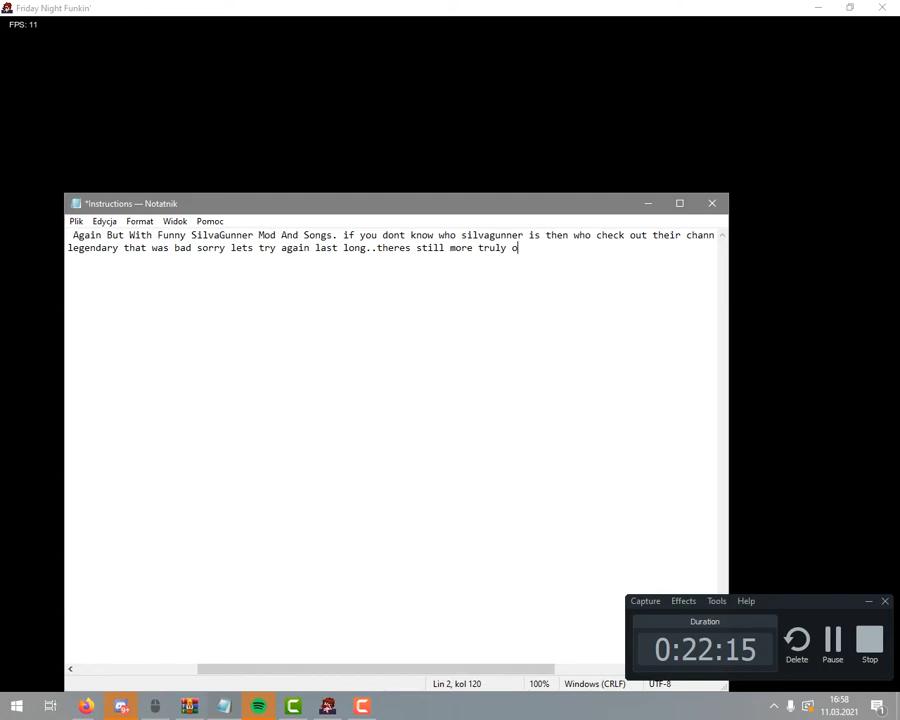 Friday Night Funkin'
FPS: 11
*Instructions — Notatnik
Plik Edycja Format Widok Pomoc
Again But With Funny SilvaGunner Mod And Songs. if you dont know who silvagunner is then who check out their chann
legendary that was bad sorry lets try again last long..theres still more truly o
Lin 2, kol 120 100% Windows (CRLF) UTF-8
Capture Effects Tools Help
Duration
0:22:15
Delete Pause Stop
16:58
11.03.2021
1